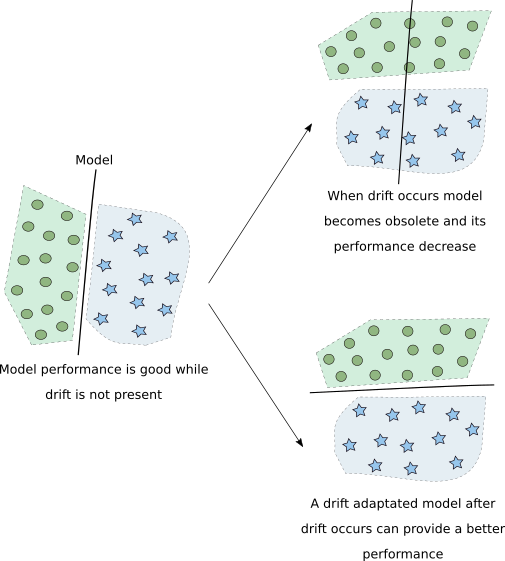 Model
Model performance is good while
drift is not present
When drift occurs model
becomes obsolete and its
performance decrease
A drift adaptated model after
drift occurs can provide a better
performance